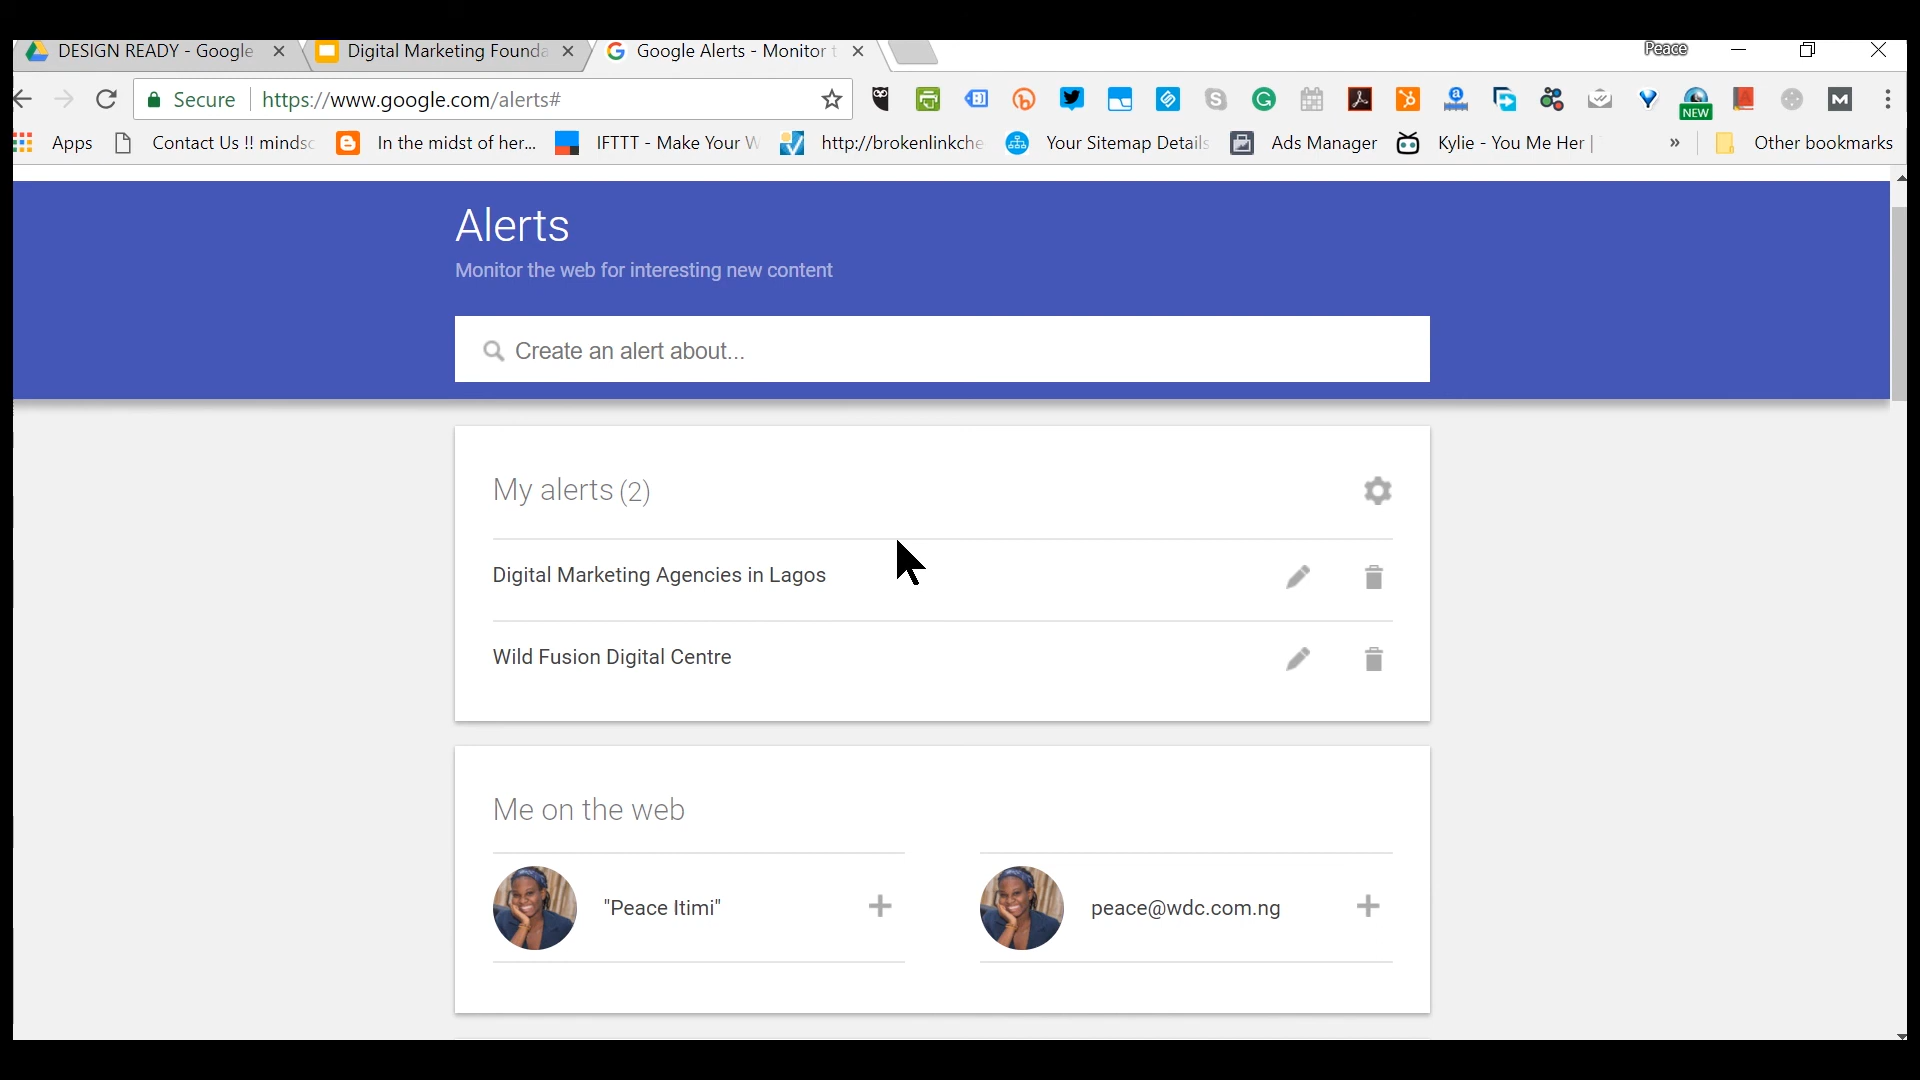 DESIGN READY - Google
Digital Marketing Founda
Google Alerts - Monitor t
Peace
Secure
https://www.google.com/alerts#
NEW
Apps
Contact Us !! mindsc
In the midst of her...
IFTTT - Make Your W
http://brokenlinkche
Your Sitemap Details
Ads Manager
Kylie - You Me Her |
»
Other bookmarks
Alerts
Monitor the web for interesting new content
Create an alert about...
My alerts (2)
Digital Marketing Agencies in Lagos
Wild Fusion Digital Centre
Me on the web
"Peace Itimi"
peace@wdc.com.ng